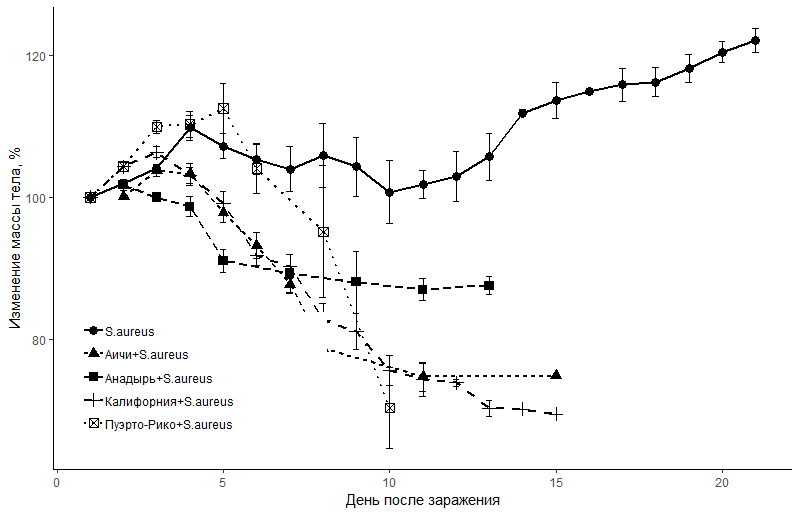 Изменение массы тела, %
120
100
80
S.aureus
Аичи+S.aureus
Анадырь+S.aureus
Калифорния+S.aureus
Пуэрто-Рико+S.aureus
0 5 10 15 20
День после заражения